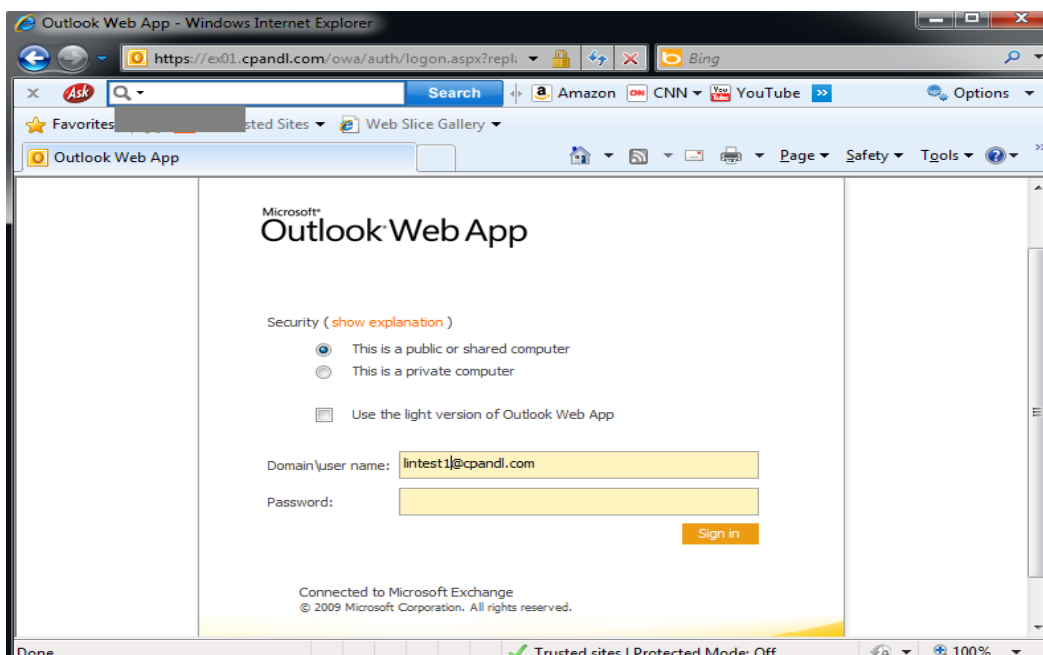 Outlook Web App - Windows Internet Explorer
https://ex01.cpandl.com/owa/auth/logon.aspx?repl Bing
x Ask Search a Amazon CNN CNN You Tube YouTube >> Options
Favorites sted Sites Web Slice Gallery
Outlook Web App Page Safety Tools >>
Microsoft®
Outlook Web App
Security ( show explanation )
This is a public or shared computer
This is a private computer
Use the light version of Outlook Web App
Domain\user name: lintest1@cpandl.com
Password:
Sign in
Connected to Microsoft Exchange
© 2009 Microsoft Corporation. All rights reserved.
Done Trusted sites | Protected Mode: Off 100%